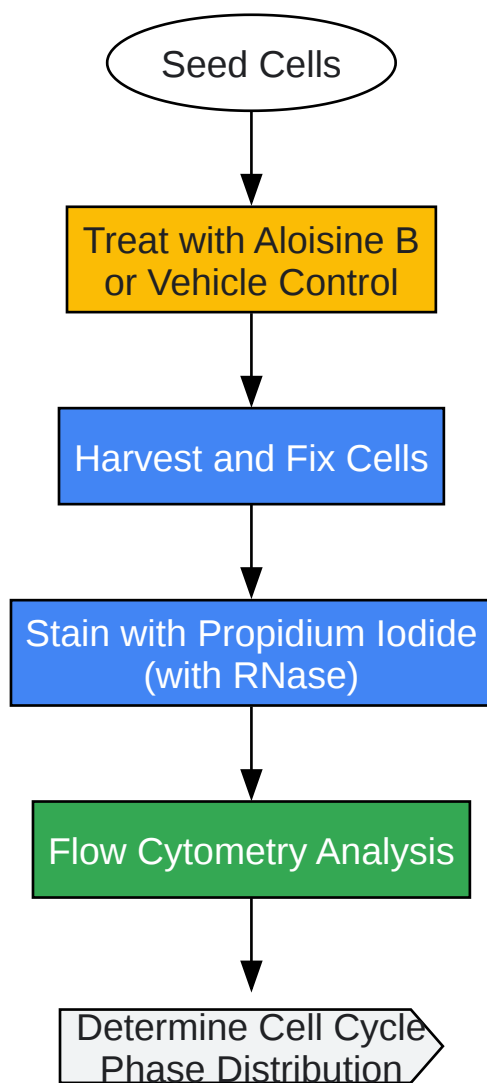 Seed Cells
Treat with Aloisine B
or Vehicle Control
Harvest and Fix Cells
Stain with Propidium Iodide
(with RNase)
Flow Cytometry Analysis
Determine Cell Cycle
Phase Distribution